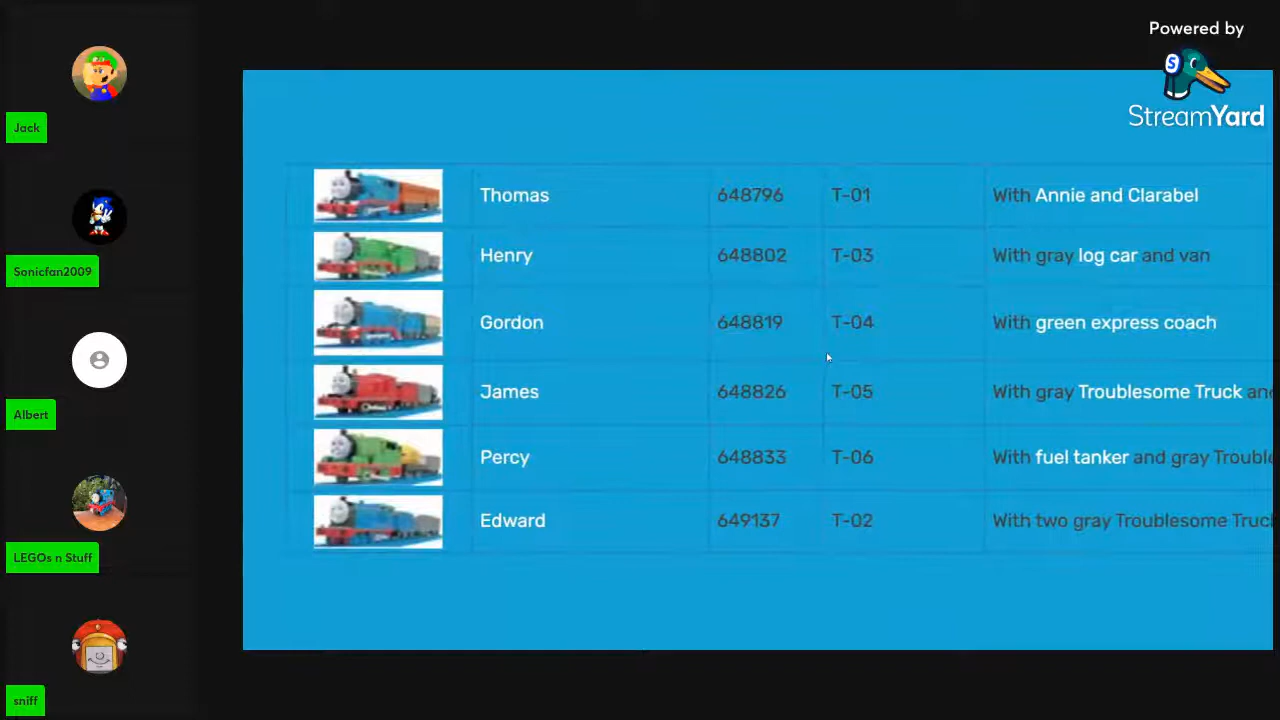 Powered by
StreamYard
Jack
Sonicfan2009
Albert
LEGOs n Stuff
sniff
Thomas 648796 T-01 With Annie and Clarabel
Henry 648802 T-03 With gray log car and van
Gordon 648819 T-04 With green express coach
James 648826 T-05 With gray Troublesome Truck and
Percy 648833 T-06 With fuel tanker and gray
Edward 649137 T-02 With two gray Troublesome